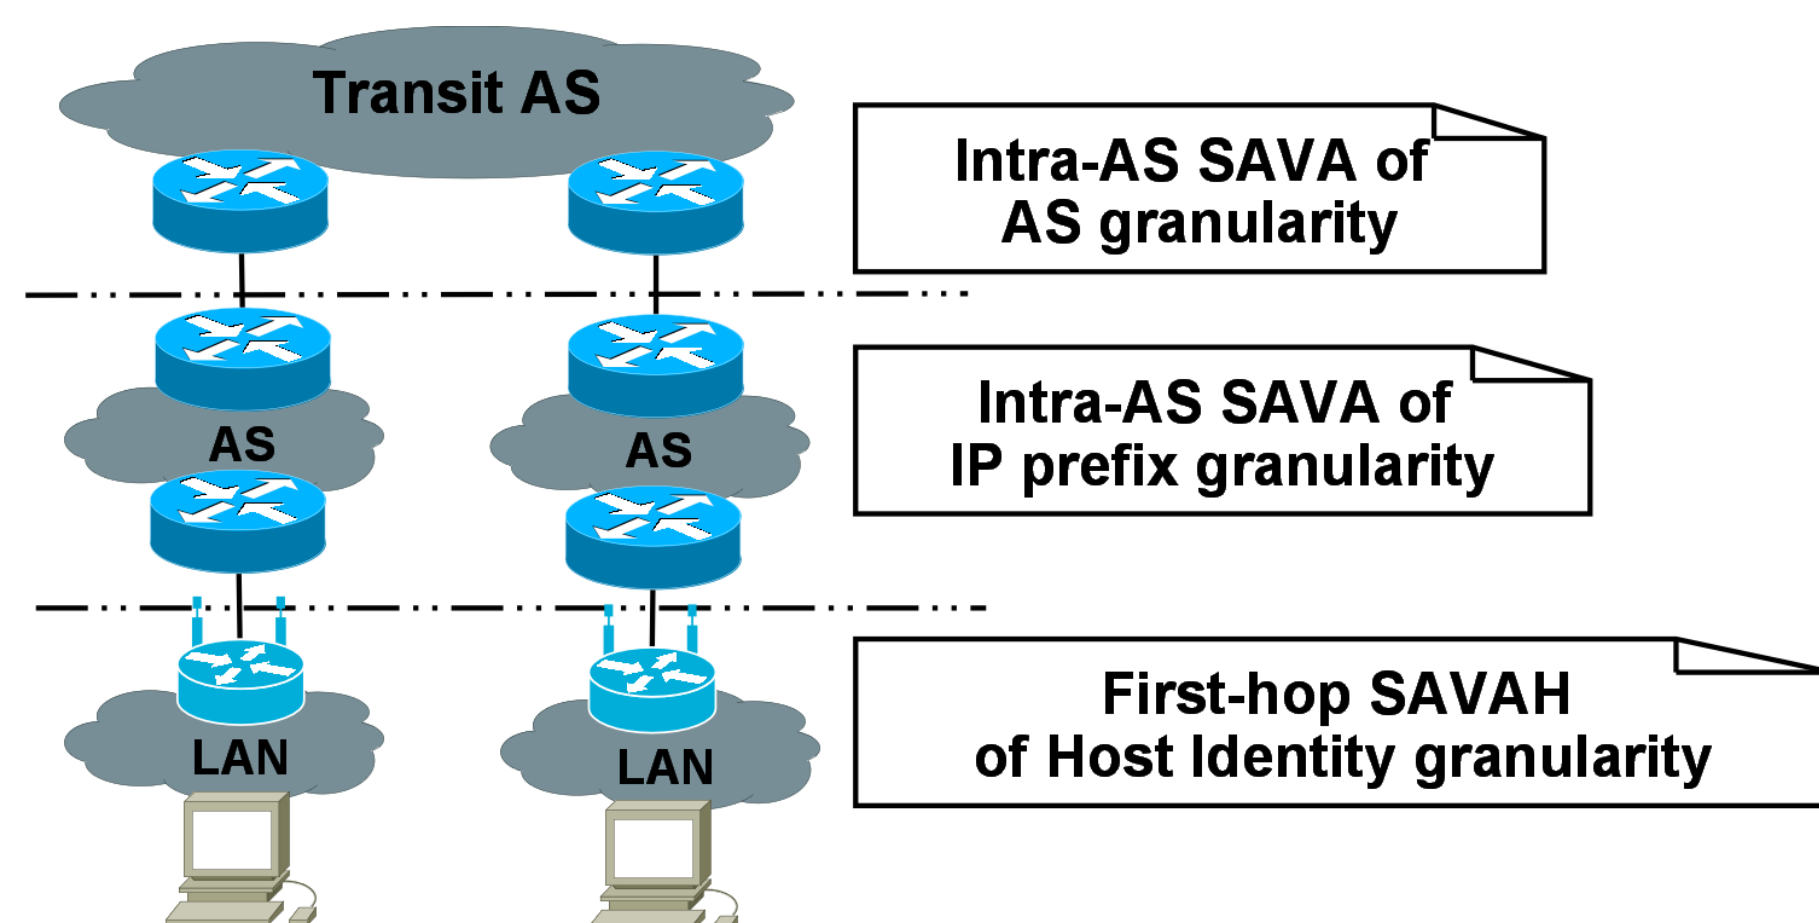 Transit AS
Intra-AS SAVA of
AS granularity
Intra-AS SAVA of
IP prefix granularity
AS
AS
First-hop SAVAH
of Host Identity granularity
LAN
LAN